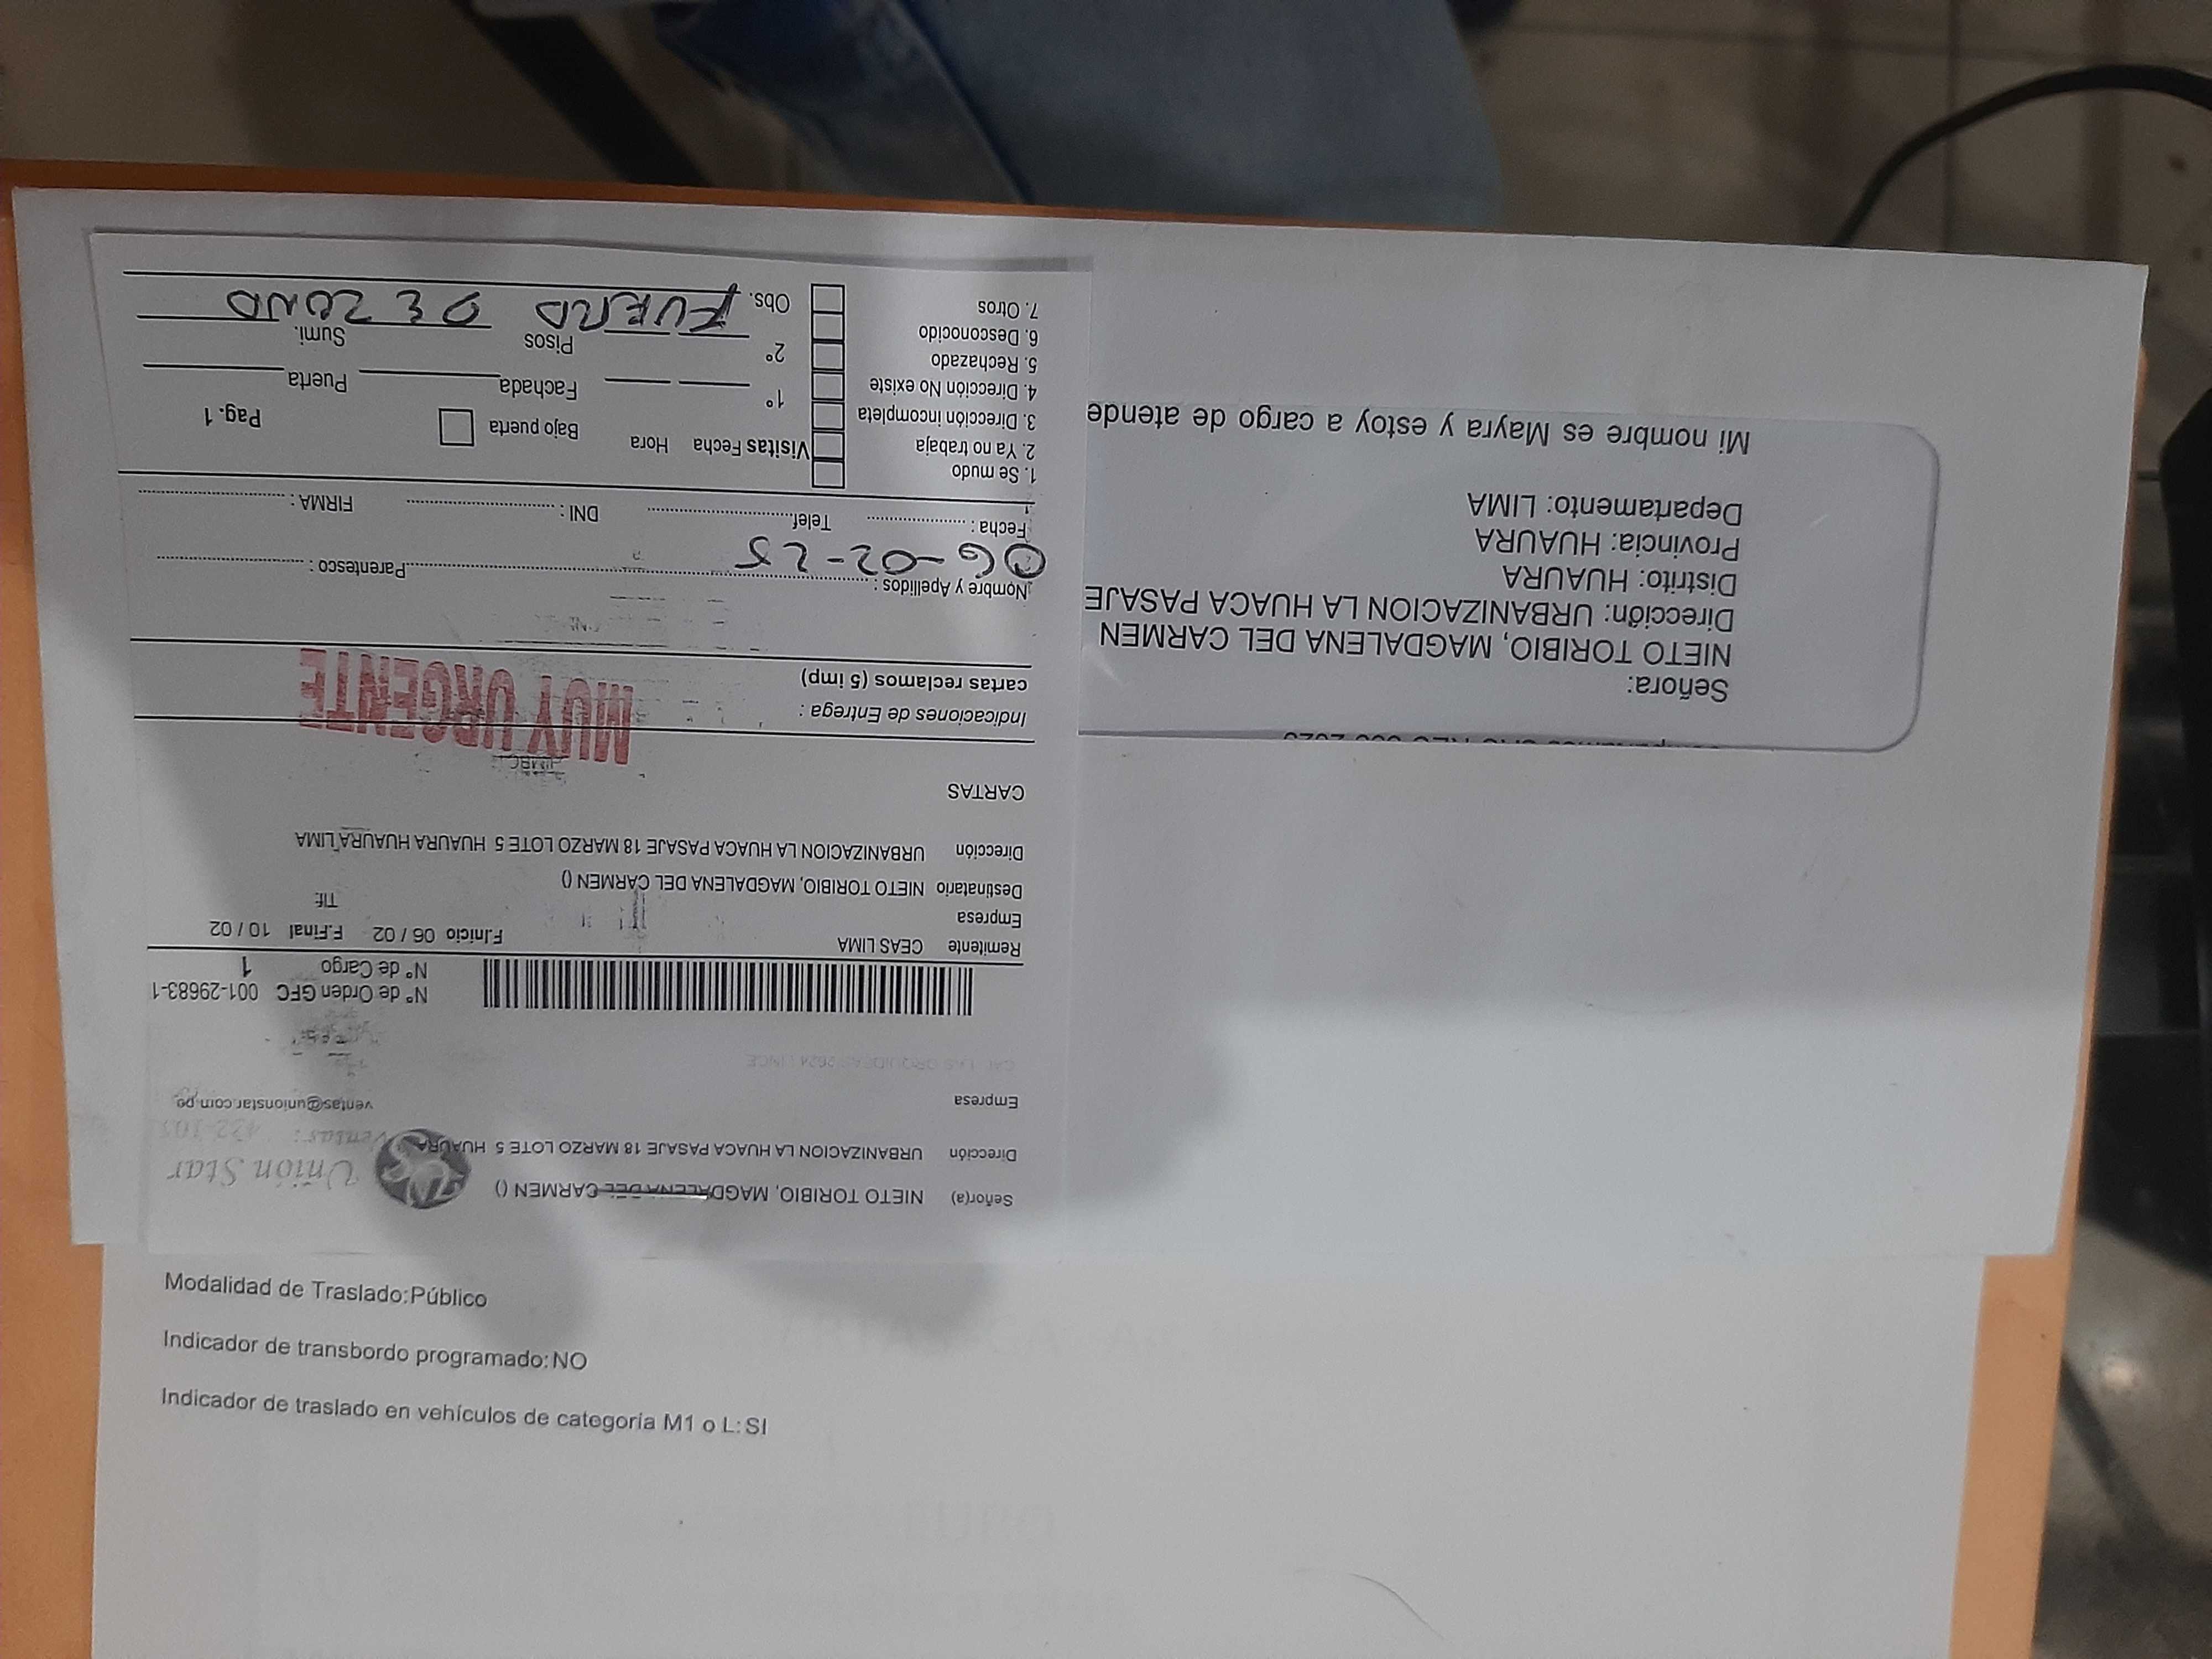 Señor(a) NIETO TORIBIO, MAGDALENA DEL CARMEN ()
Unión Star
Dirección URBANIZACION LA HUACA PASAJE 18 MARZO LOTE 5 HUAURA
Ventas:
Empresa
ventas@unionstar.com.pe
N° de Orden GFC 001-29683-1
N° de Cargo 1
Remitente CEAS LIMA F.Inicio 06 / 02 F.Final 10 / 02
Empresa Tlf:
Destinatario NIETO TORIBIO, MAGDALENA DEL CARMEN ()
Dirección URBANIZACION LA HUACA PASAJE 18 MARZO LOTE 5 HUAURA HUAURA LIMA
CARTAS
Indicaciones de Entrega :
MUY URGENTE
cartas reclamos (5 imp)
Nombre y Apellidos : Parentesco :
06-02-25
Fecha : Telef. DNI : FIRMA :
1. Se mudo
2. Ya no trabaja
3. Dirección incompleta
4. Dirección No existe
5. Rechazado
6. Desconocido
7. Otros
Visitas Fecha Hora Bajo puerta Pag. 1
1° Fachada Puerta
2° Pisos Sumi.
Obs. FUERA DE ZONA
Señora:
NIETO TORIBIO, MAGDALENA DEL CARMEN
Dirección: URBANIZACION LA HUACA PASAJE
Distrito: HUAURA
Provincia: HUAURA
Departamento: LIMA
Mi nombre es Mayra y estoy a cargo de atende
Modalidad de Traslado:Público
Indicador de transbordo programado:NO
Indicador de traslado en vehículos de categoría M1 o L:SI